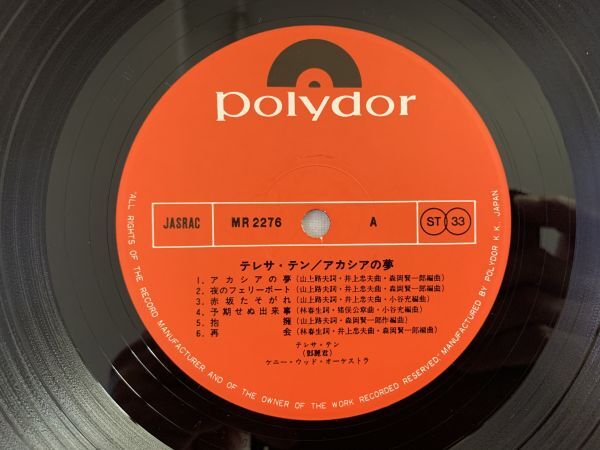 polydor
JASRAC
MR 2276
A
ST 33
テレサ・テン/アカシアの夢
1. アカシアの夢(山上路夫詞・井上忠夫曲・森岡賢一郎編曲)
2. 夜のフェリーボート(山上路夫詞・井上忠夫曲・森岡賢一郎編曲)
3. 赤坂たそがれ(山上路夫詞・井上忠夫曲・小谷充編曲)
4. 予期せぬ出来事(林春生詞・猪俣公章曲・小谷充編曲)
5. 抱擁(山上路夫詞・森岡賢一郎作編曲)
6. 再会(林春生詞・井上忠夫曲・森岡賢一郎編曲)
テレサ・テン
(鄧麗君)
ケニー・ウッド・オーケストラ
"ALL RIGHTS OF THE RECORD MANUFACTURER AND OF THE OWNER OF THE WORK RECORDED RESERVED." MANUFACTURED BY POLYDOR K.K. JAPAN